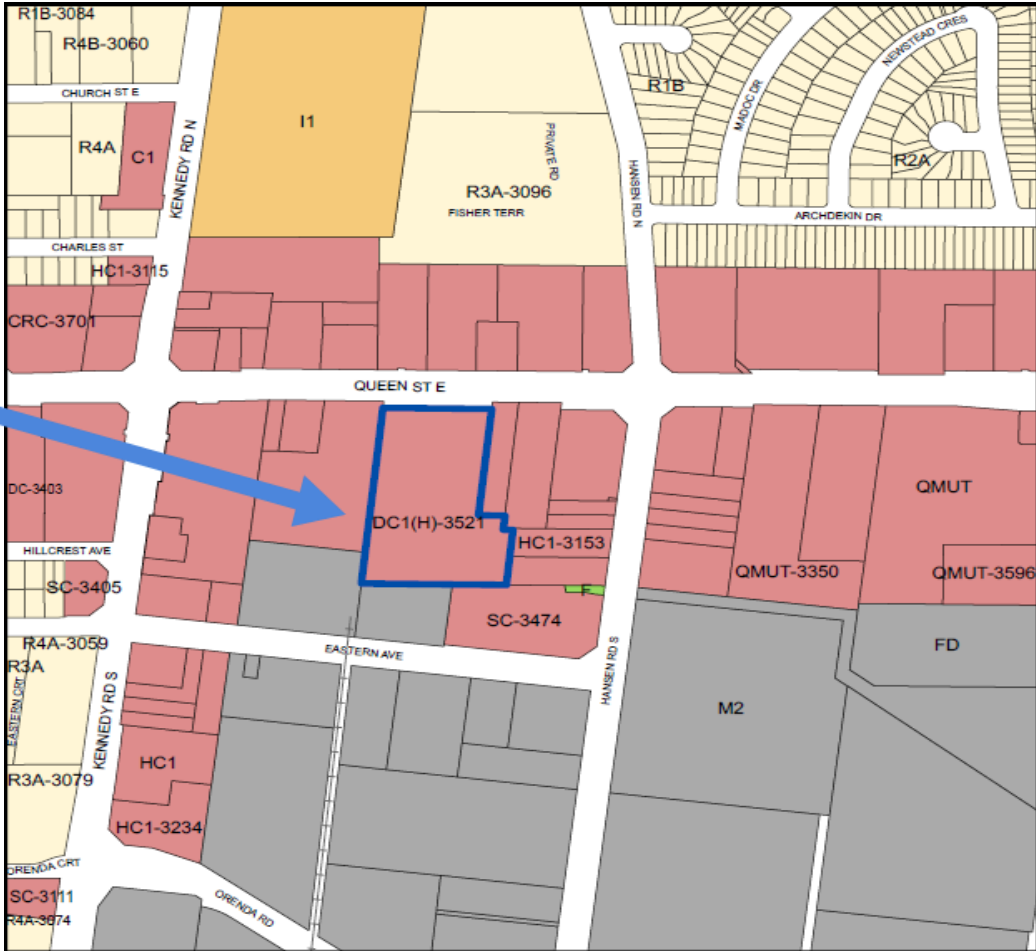 R1B-3084
R4B-3060
CHURCH ST E
R4A
C1
KENNEDY RD N
I1
PRIVATE RD
R3A-3096
FISHER TERR
HANSEN RD N
R1B
MADOC DR
NEWSTEAD CRES
R2A
ARCHDEKIN DR
CHARLES ST
HC1-3115
CRC-3701
QUEEN ST E
DC-3403
DC1(H)-3521
HC1-3153
QMUT
HILLCREST AVE
SC-3405
QMUT-3350
QMUT-3596
SC-3474
F
R4A-3059
R3A
EASTERN AVE
FD
EASTERN CRT
KENNEDY RD S
HANSEN RD S
M2
HC1
R3A-3079
HC1-3234
ORENDA CRT
SC-3111
ORENDA RD
R4A-3074